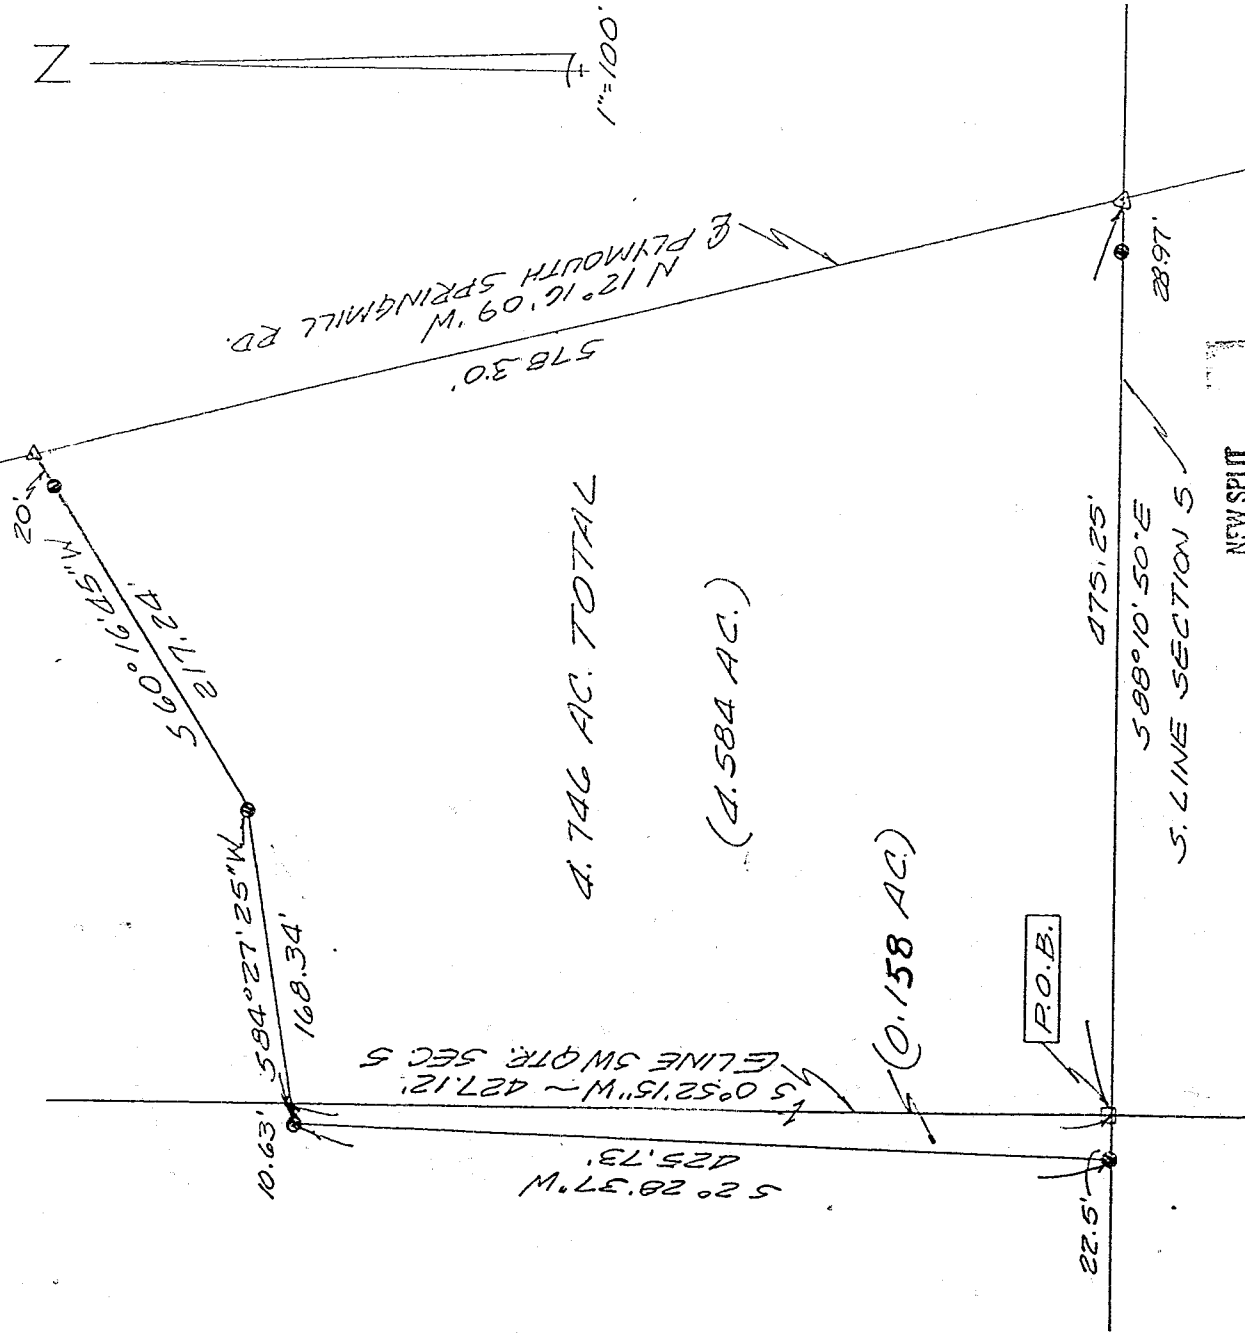 N
1"=100'
20'
S 60° 16' 45" W
217.24'
℄ PLYMOUTH SPRINGMILL RD.
N 12° 16' 09" W
578.30'
S 84° 27' 25" W
168.34'
10.63'
4.746 AC. TOTAL
(4.584 AC.)
(0.158 AC.)
E LINE SW QTR. SEC 5
S 0° 52' 15" W ~ 427.12'
S 2° 28' 37" W
425.73'
P.O.B.
22.5'
475.25'
28.97'
S 88° 10' 50" E
S. LINE SECTION 5
NEW SPLIT